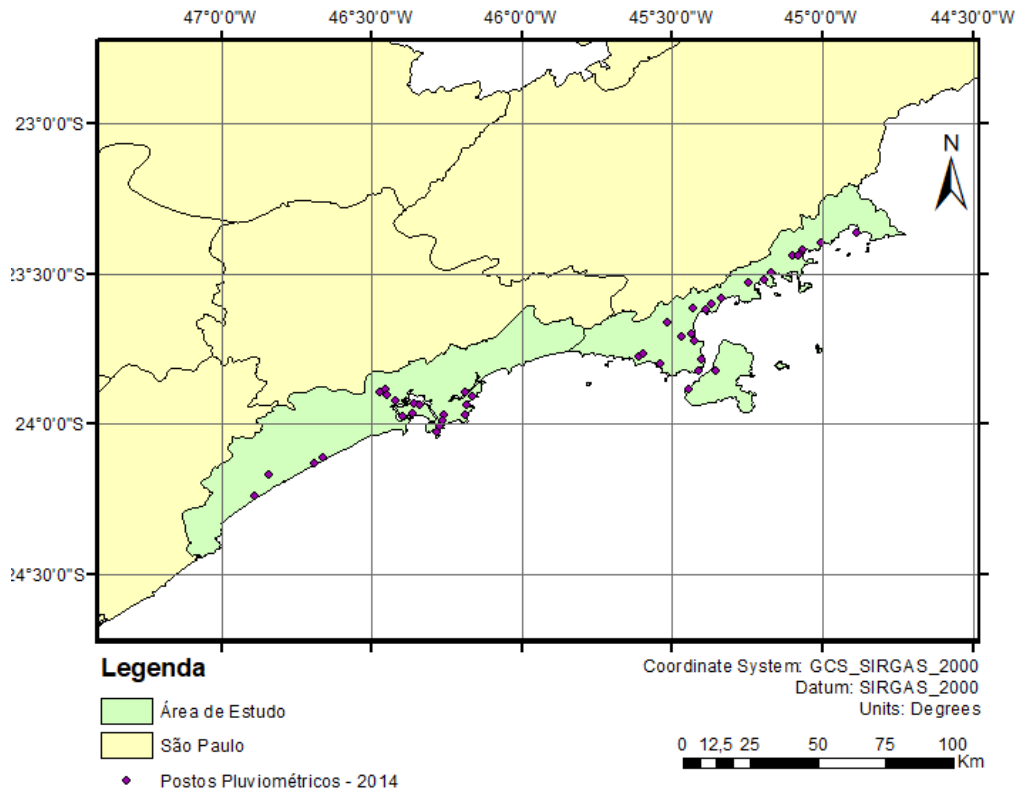 47°0'0"W 46°30'0"W 46°0'0"W 45°30'0"W 45°0'0"W 44°30'0"W
23°0'0"S
N
23°30'0"S
24°0'0"S
24°30'0"S
Legenda
Área de Estudo
São Paulo
Postos Pluviométricos - 2014
Coordinate System: GCS_SIRGAS_2000
Datum: SIRGAS_2000
Units: Degrees
0 12,5 25 50 75 100
Km